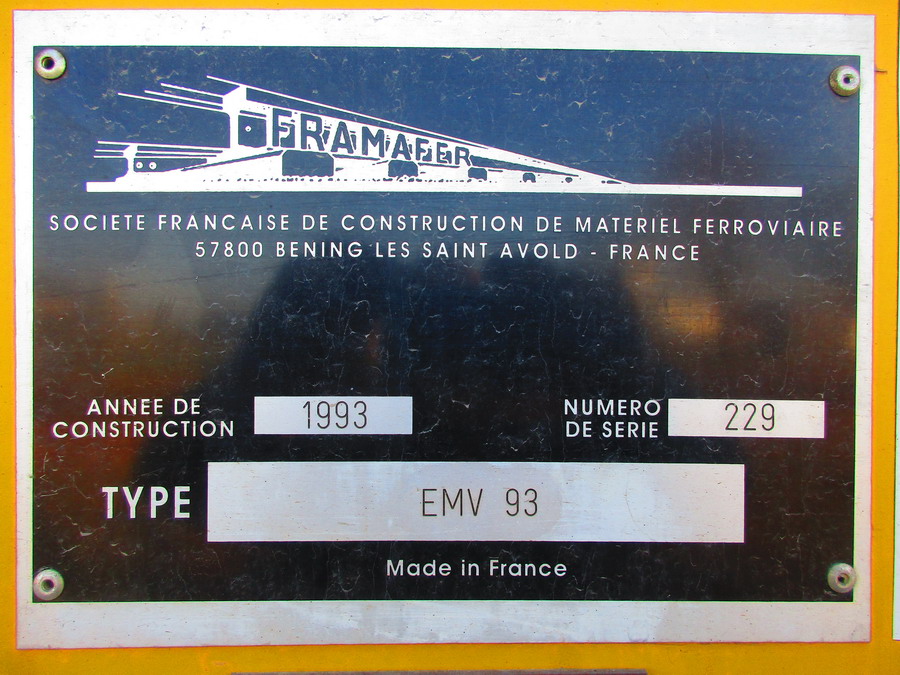 FRAMAFER
SOCIETE FRANCAISE DE CONSTRUCTION DE MATERIEL FERROVIAIRE
57800 BENING LES SAINT AVOLD - FRANCE
ANNEE DE
CONSTRUCTION
1993
NUMERO
DE SERIE
229
TYPE
EMV 93
Made in France